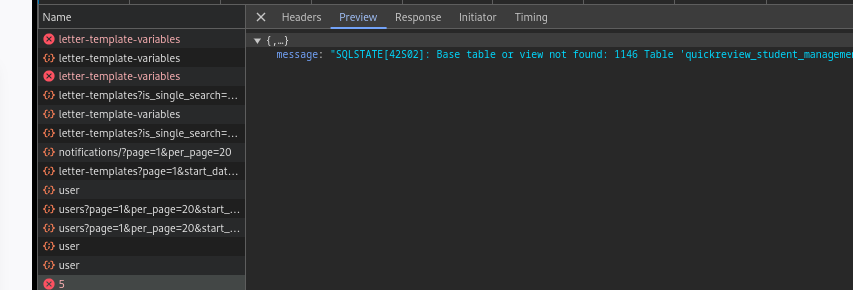 Name
Headers Preview Response Initiator Timing
letter-template-variables
letter-template-variables
letter-template-variables
letter-templates?is_single_search=…
letter-template-variables
letter-templates?is_single_search=…
notifications/?page=1&per_page=20
letter-templates?page=1&start_dat…
user
users?page=1&per_page=20&start_…
users?page=1&per_page=20&start_…
user
user
5
{,…}
message: "SQLSTATE[42S02]: Base table or view not found: 1146 Table 'quickreview_student_manageme